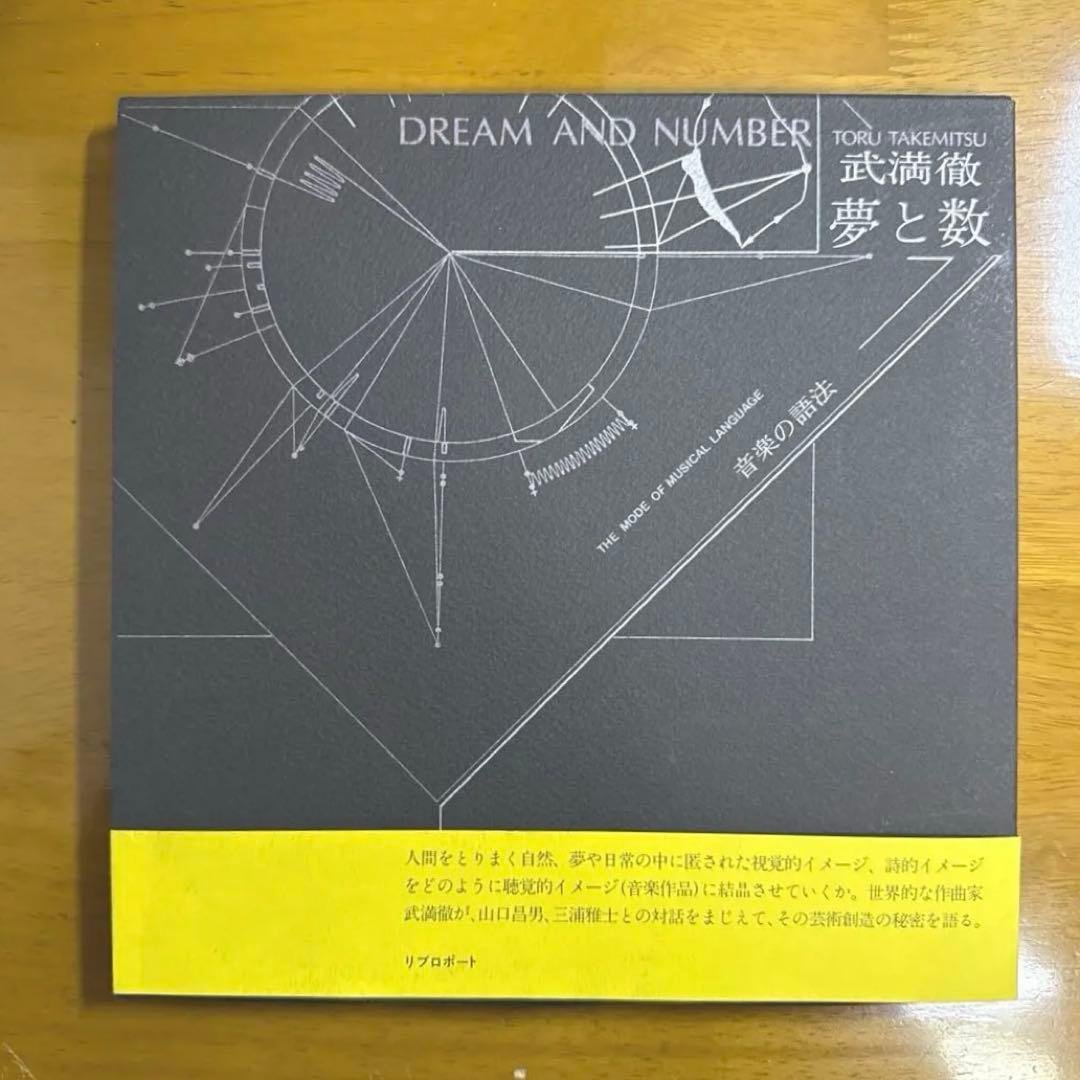 DREAM AND NUMBER
TORU TAKEMITSU
武満徹
夢と数
音楽の語法
THE MODE OF MUSICAL LANGUAGE
人間をとりまく自然、夢や日常の中に匿された視覚的イメージ、詩的イメージ
をどのように聴覚的イメージ(音楽作品)に結晶させていくか。世界的な作曲家
武満徹が、山口昌男、三浦雅士との対話をまじえて、その芸術創造の秘密を語る。
リブロポート